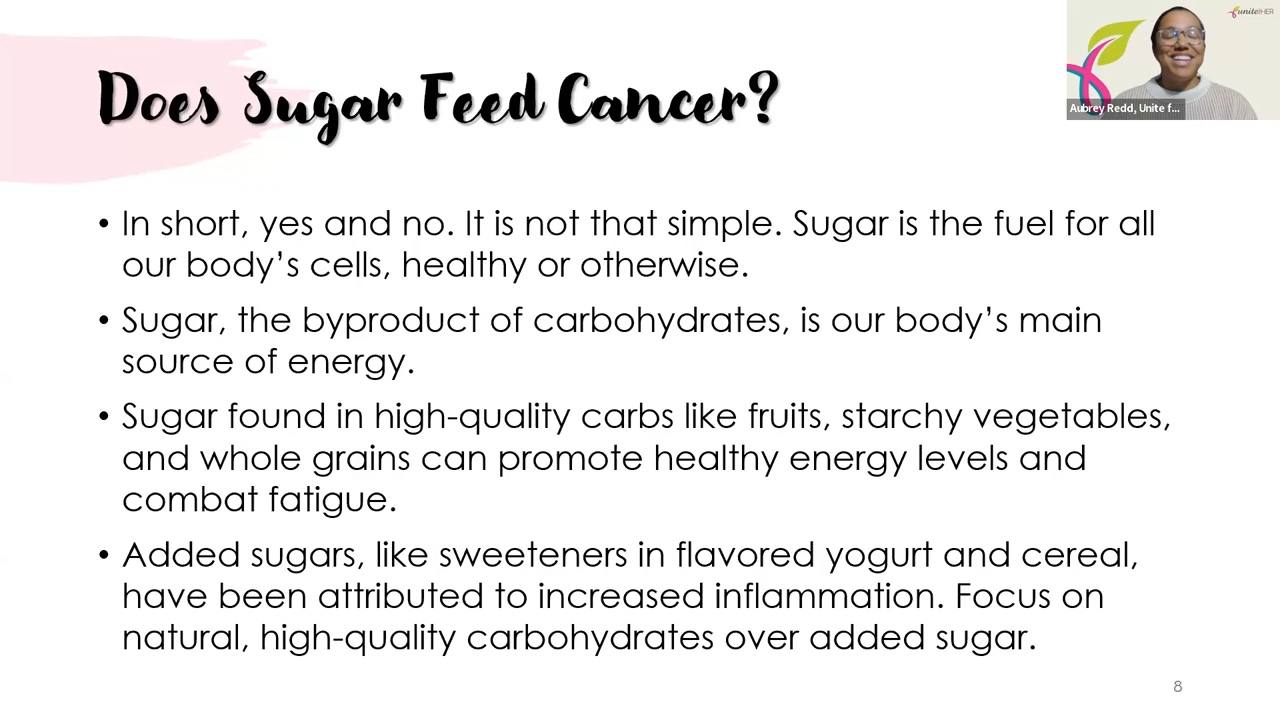 Does Sugar Feed Cancer?
uniteforHER
Aubrey Redd, Unite f...
• In short, yes and no. It is not that simple. Sugar is the fuel for all
our body's cells, healthy or otherwise.
• Sugar, the byproduct of carbohydrates, is our body's main
source of energy.
• Sugar found in high-quality carbs like fruits, starchy vegetables,
and whole grains can promote healthy energy levels and
combat fatigue.
• Added sugars, like sweeteners in flavored yogurt and cereal,
have been attributed to increased inflammation. Focus on
natural, high-quality carbohydrates over added sugar.
8